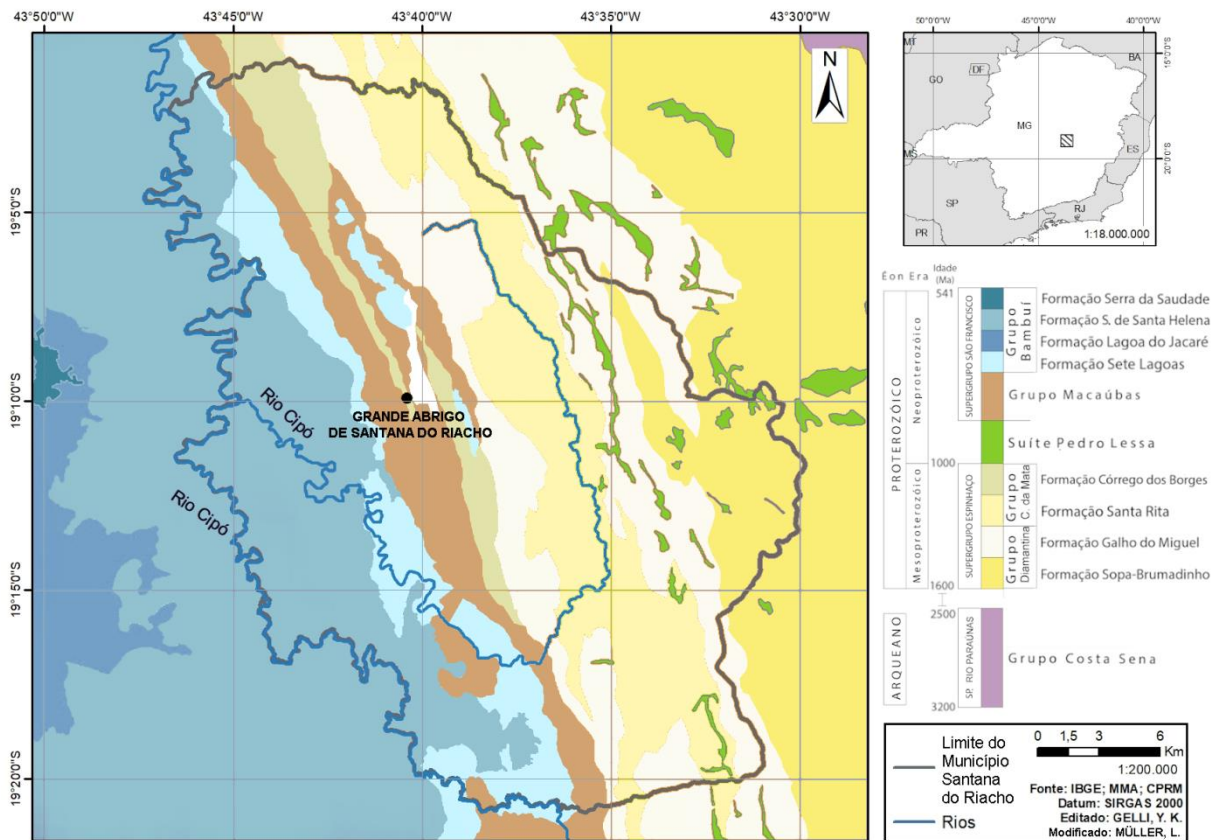 43°50'0"W
43°45'0"W
43°40'0"W
43°35'0"W
43°30'0"W
19°50'0"S
19°10'0"S
19°15'0"S
19°20'0"S
N
Rio Cipó
GRANDE ABRIGO
DE SANTANA DO RIACHO
Rio Cipó
50°0'0"W
45°0'0"W
40°0'0"W
15°0'0"S
20°0'0"S
MT
DF
BA
GO
MG
MS
ES
SP
RJ
PR
1:18.000.000
Éon
Era
Idade
(Ma)
541
1000
1600
2500
3200
PROTEROZÓICO
Neoproterozóico
Mesoproterozóico
ARQUEANO
SUPERGRUPO SÃO FRANCISCO
SUPERGRUPO ESPINHAÇO
SP. RIO PARAÚNAS
Grupo
Bambuí
Formação Serra da Saudade
Formação S. de Santa Helena
Formação Lagoa do Jacaré
Formação Sete Lagoas
Grupo Macaúbas
Suíte Pedro Lessa
Grupo
C. da Mata
Formação Córrego dos Borges
Formação Santa Rita
Grupo
Diamantina
Formação Galho do Miguel
Formação Sopa-Brumadinho
Grupo Costa Sena
Limite do
Município
Santana
do Riacho
Rios
0 1,5 3 6
Km
1:200.000
Fonte: IBGE; MMA; CPRM
Datum: SIRGAS 2000
Editado: GELLI, Y. K.
Modificado: MÜLLER, L.